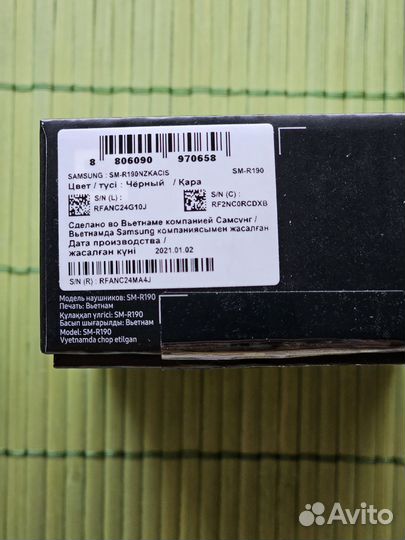 8 806090 970658
SAMSUNG : SM-R190NZKACIS SM-R190
Цвет / түсі : Чёрный / Кара
S/N (L) : S/N (C) :
RFANC24G10J RF2NC0RCDXB
Сделано во Вьетнаме компанией Самсунг /
Вьетнамда Samsung компаниясымен жасалған
Дата производства /
жасалған күні 2021.01.02
S/N (R) : RFANC24MA4J
Модель наушников: SM-R190
Печать: Вьетнам
Құлаққап үлгісі: SM-R190
Басып шығарылды: Вьетнам
Model: SM-R190
Vyetnamda chop etilgan
Avito